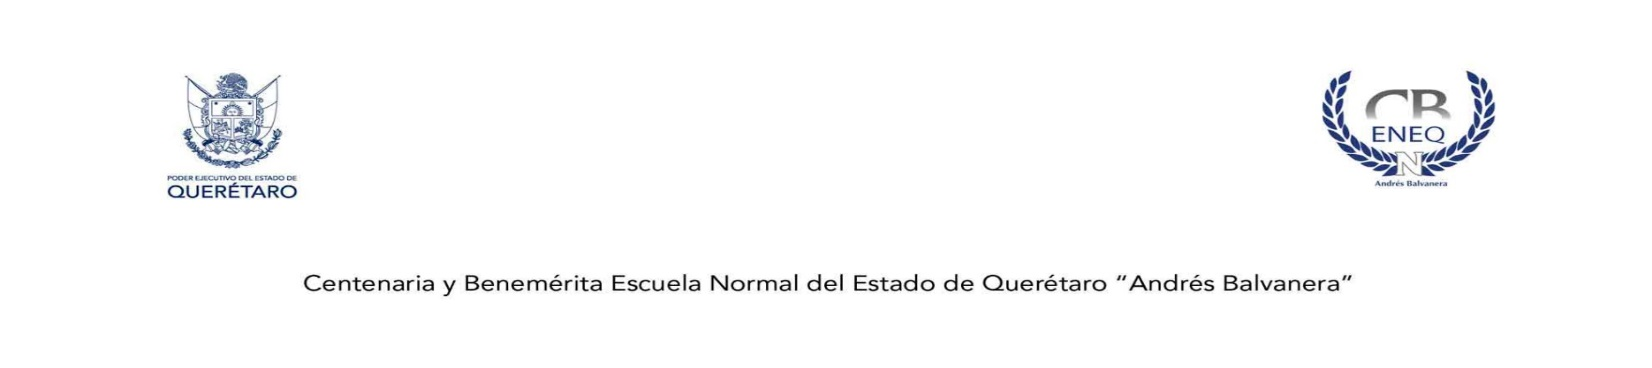 PODER EJECUTIVO DEL ESTADO DE
QUERÉTARO
CB
ENEQ
N
Andrés Balvanera
Centenaria y Benemérita Escuela Normal del Estado de Querétaro “Andrés Balvanera”